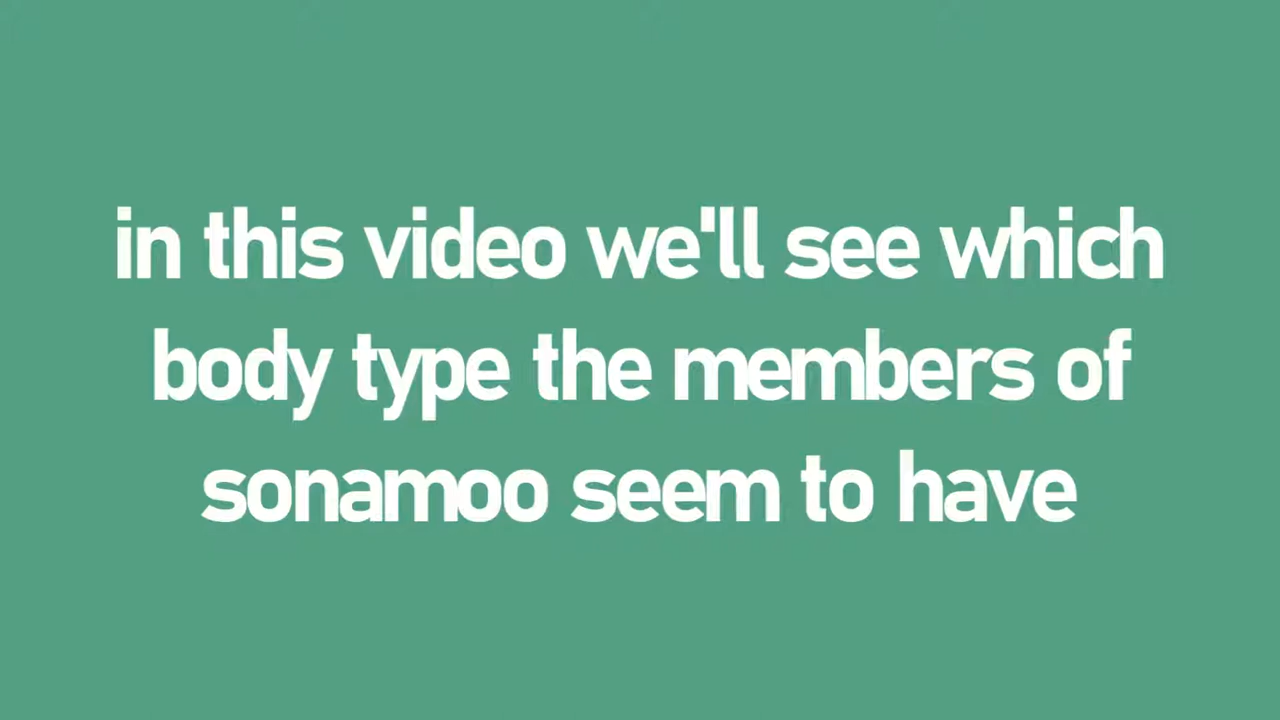 in this video we'll see which
body type the members of
sonamoo seem to have